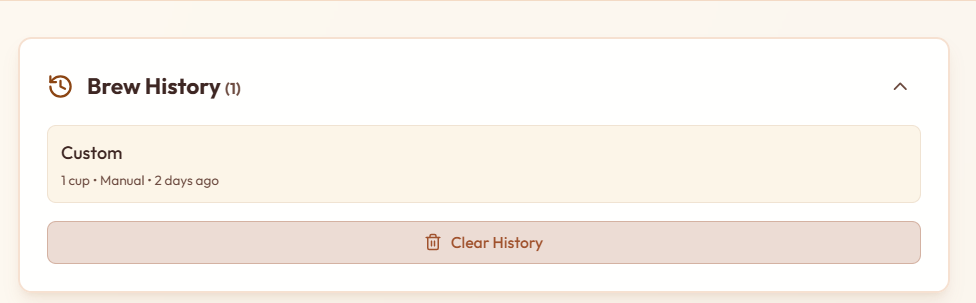 Brew History (1)
Custom
1 cup • Manual • 2 days ago
Clear History